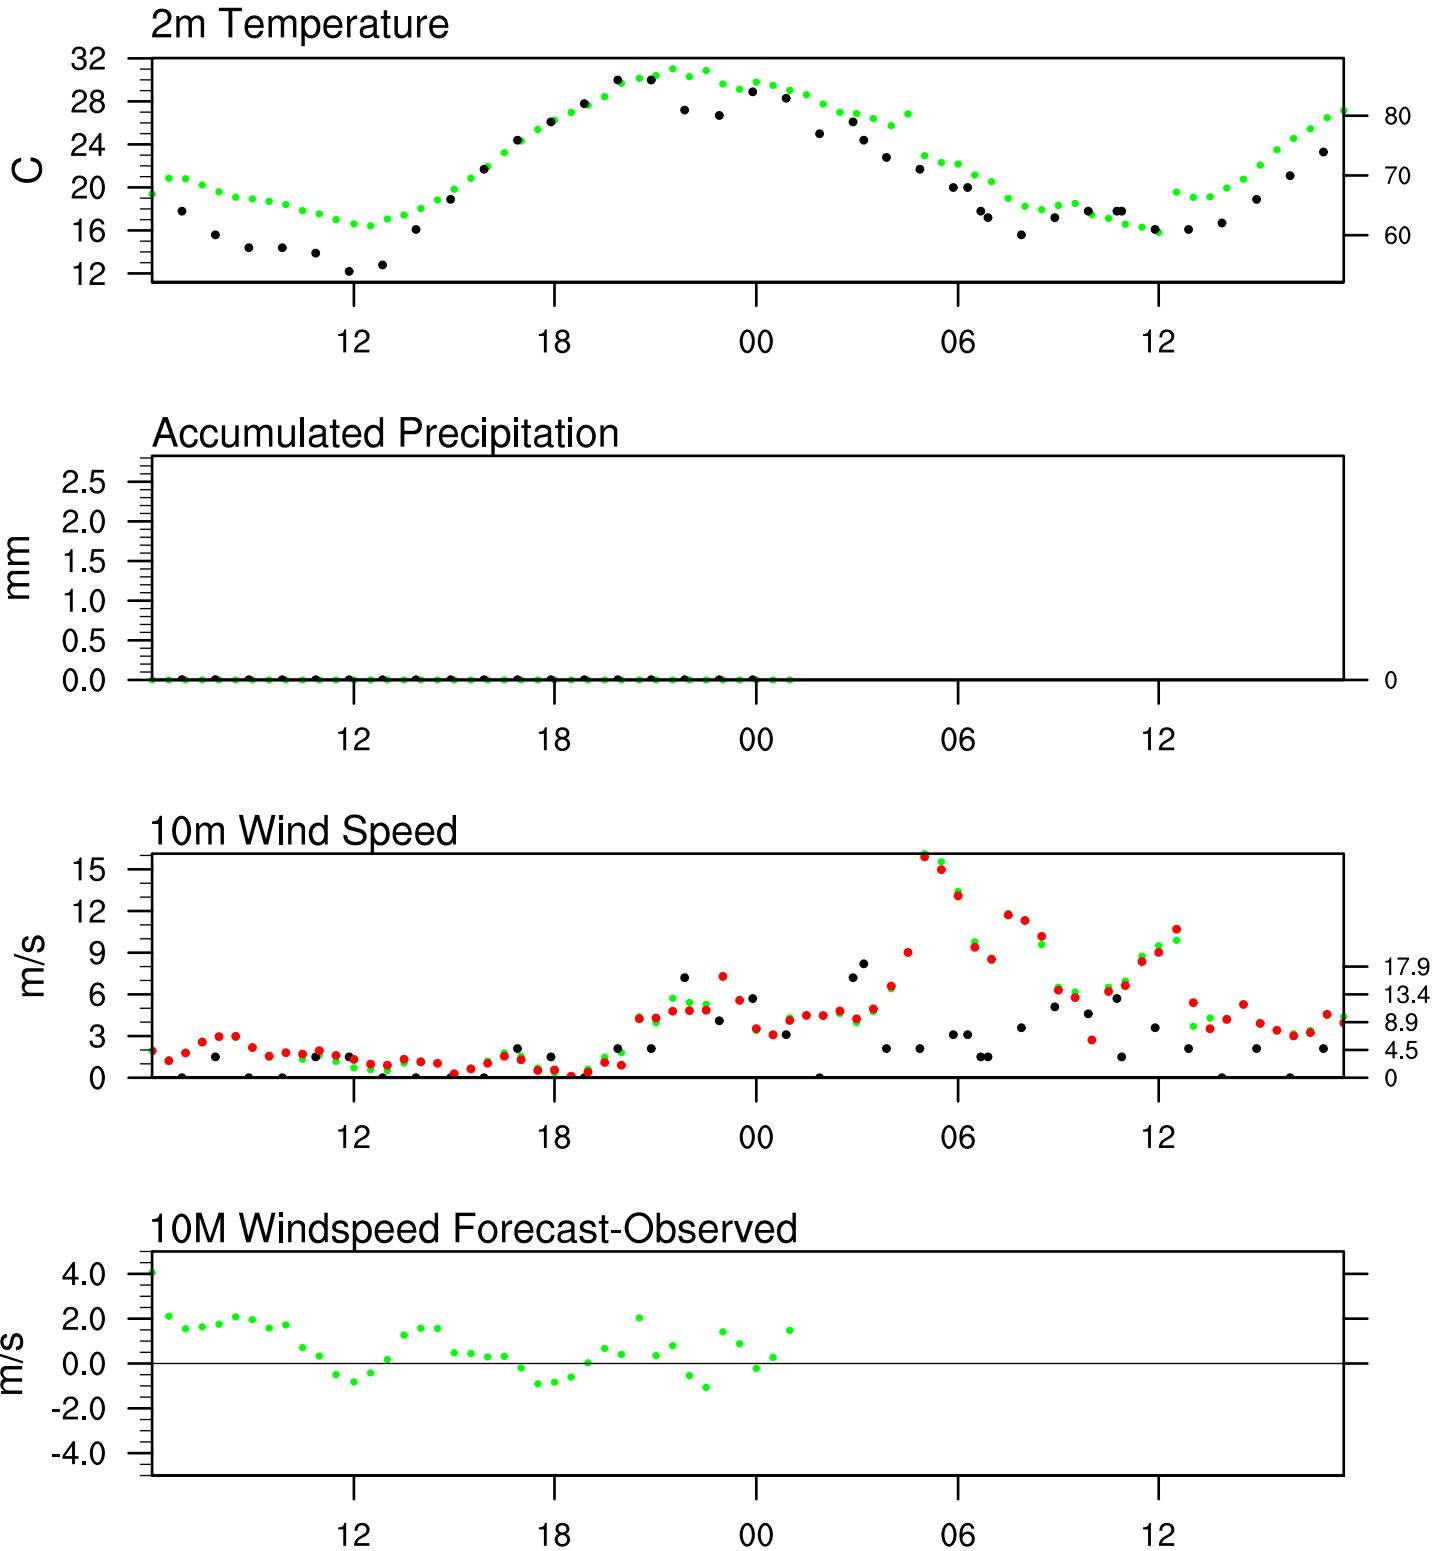 2m Temperature
32
28
24
20
16
12
C
80
70
60
12 18 00 06 12
Accumulated Precipitation
2.5
2.0
1.5
1.0
0.5
0.0
mm
0
12 18 00 06 12
10m Wind Speed
15
12
9
6
3
0
m/s
17.9
13.4
8.9
4.5
0
12 18 00 06 12
10M Windspeed Forecast-Observed
4.0
2.0
0.0
-2.0
-4.0
m/s
12 18 00 06 12